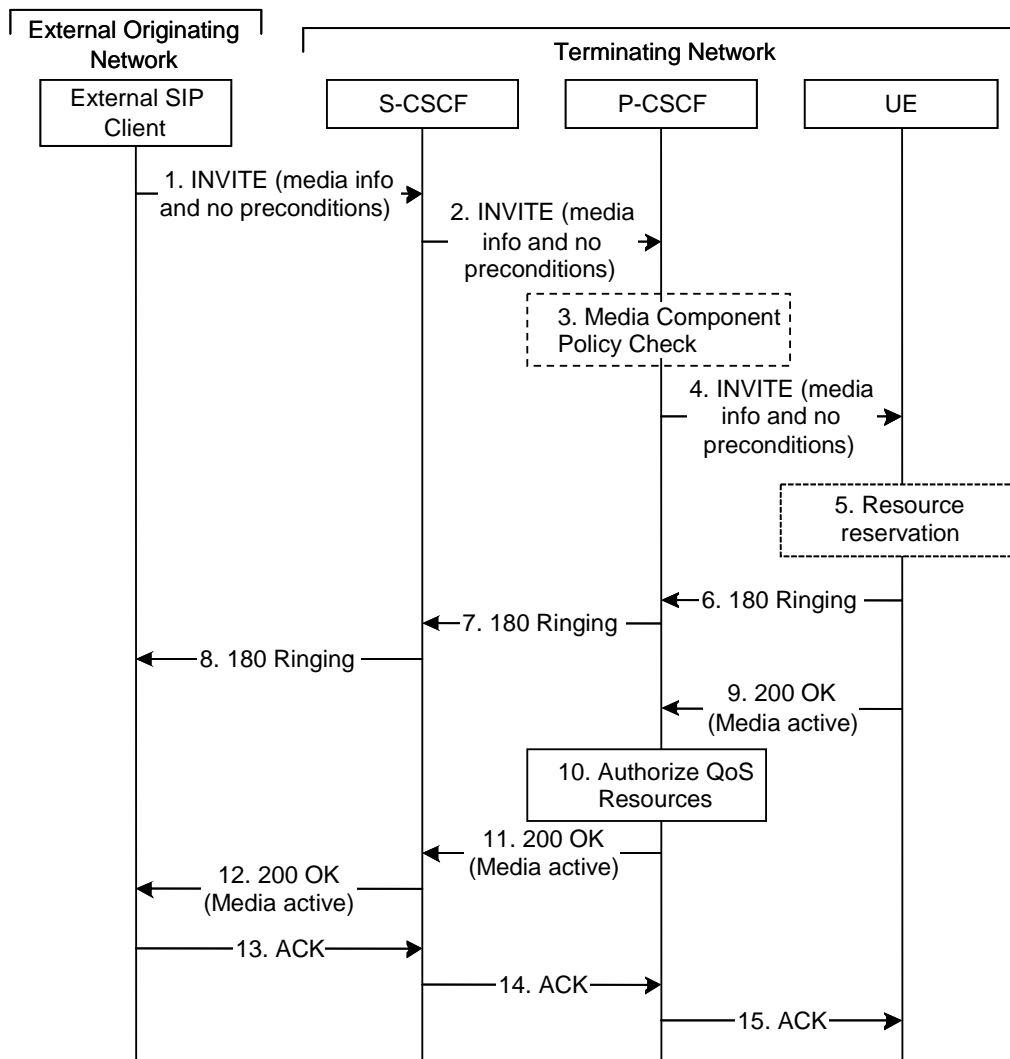 External Originating
Network
Terminating Network
External SIP
Client
S-CSCF
P-CSCF
UE
1. INVITE (media info
and no preconditions)
2. INVITE (media
info and no
preconditions)
3. Media Component
Policy Check
4. INVITE (media
info and no
preconditions)
5. Resource
reservation
6. 180 Ringing
7. 180 Ringing
8. 180 Ringing
9. 200 OK
(Media active)
10. Authorize QoS
Resources
11. 200 OK
(Media active)
12. 200 OK
(Media active)
13. ACK
14. ACK
15. ACK